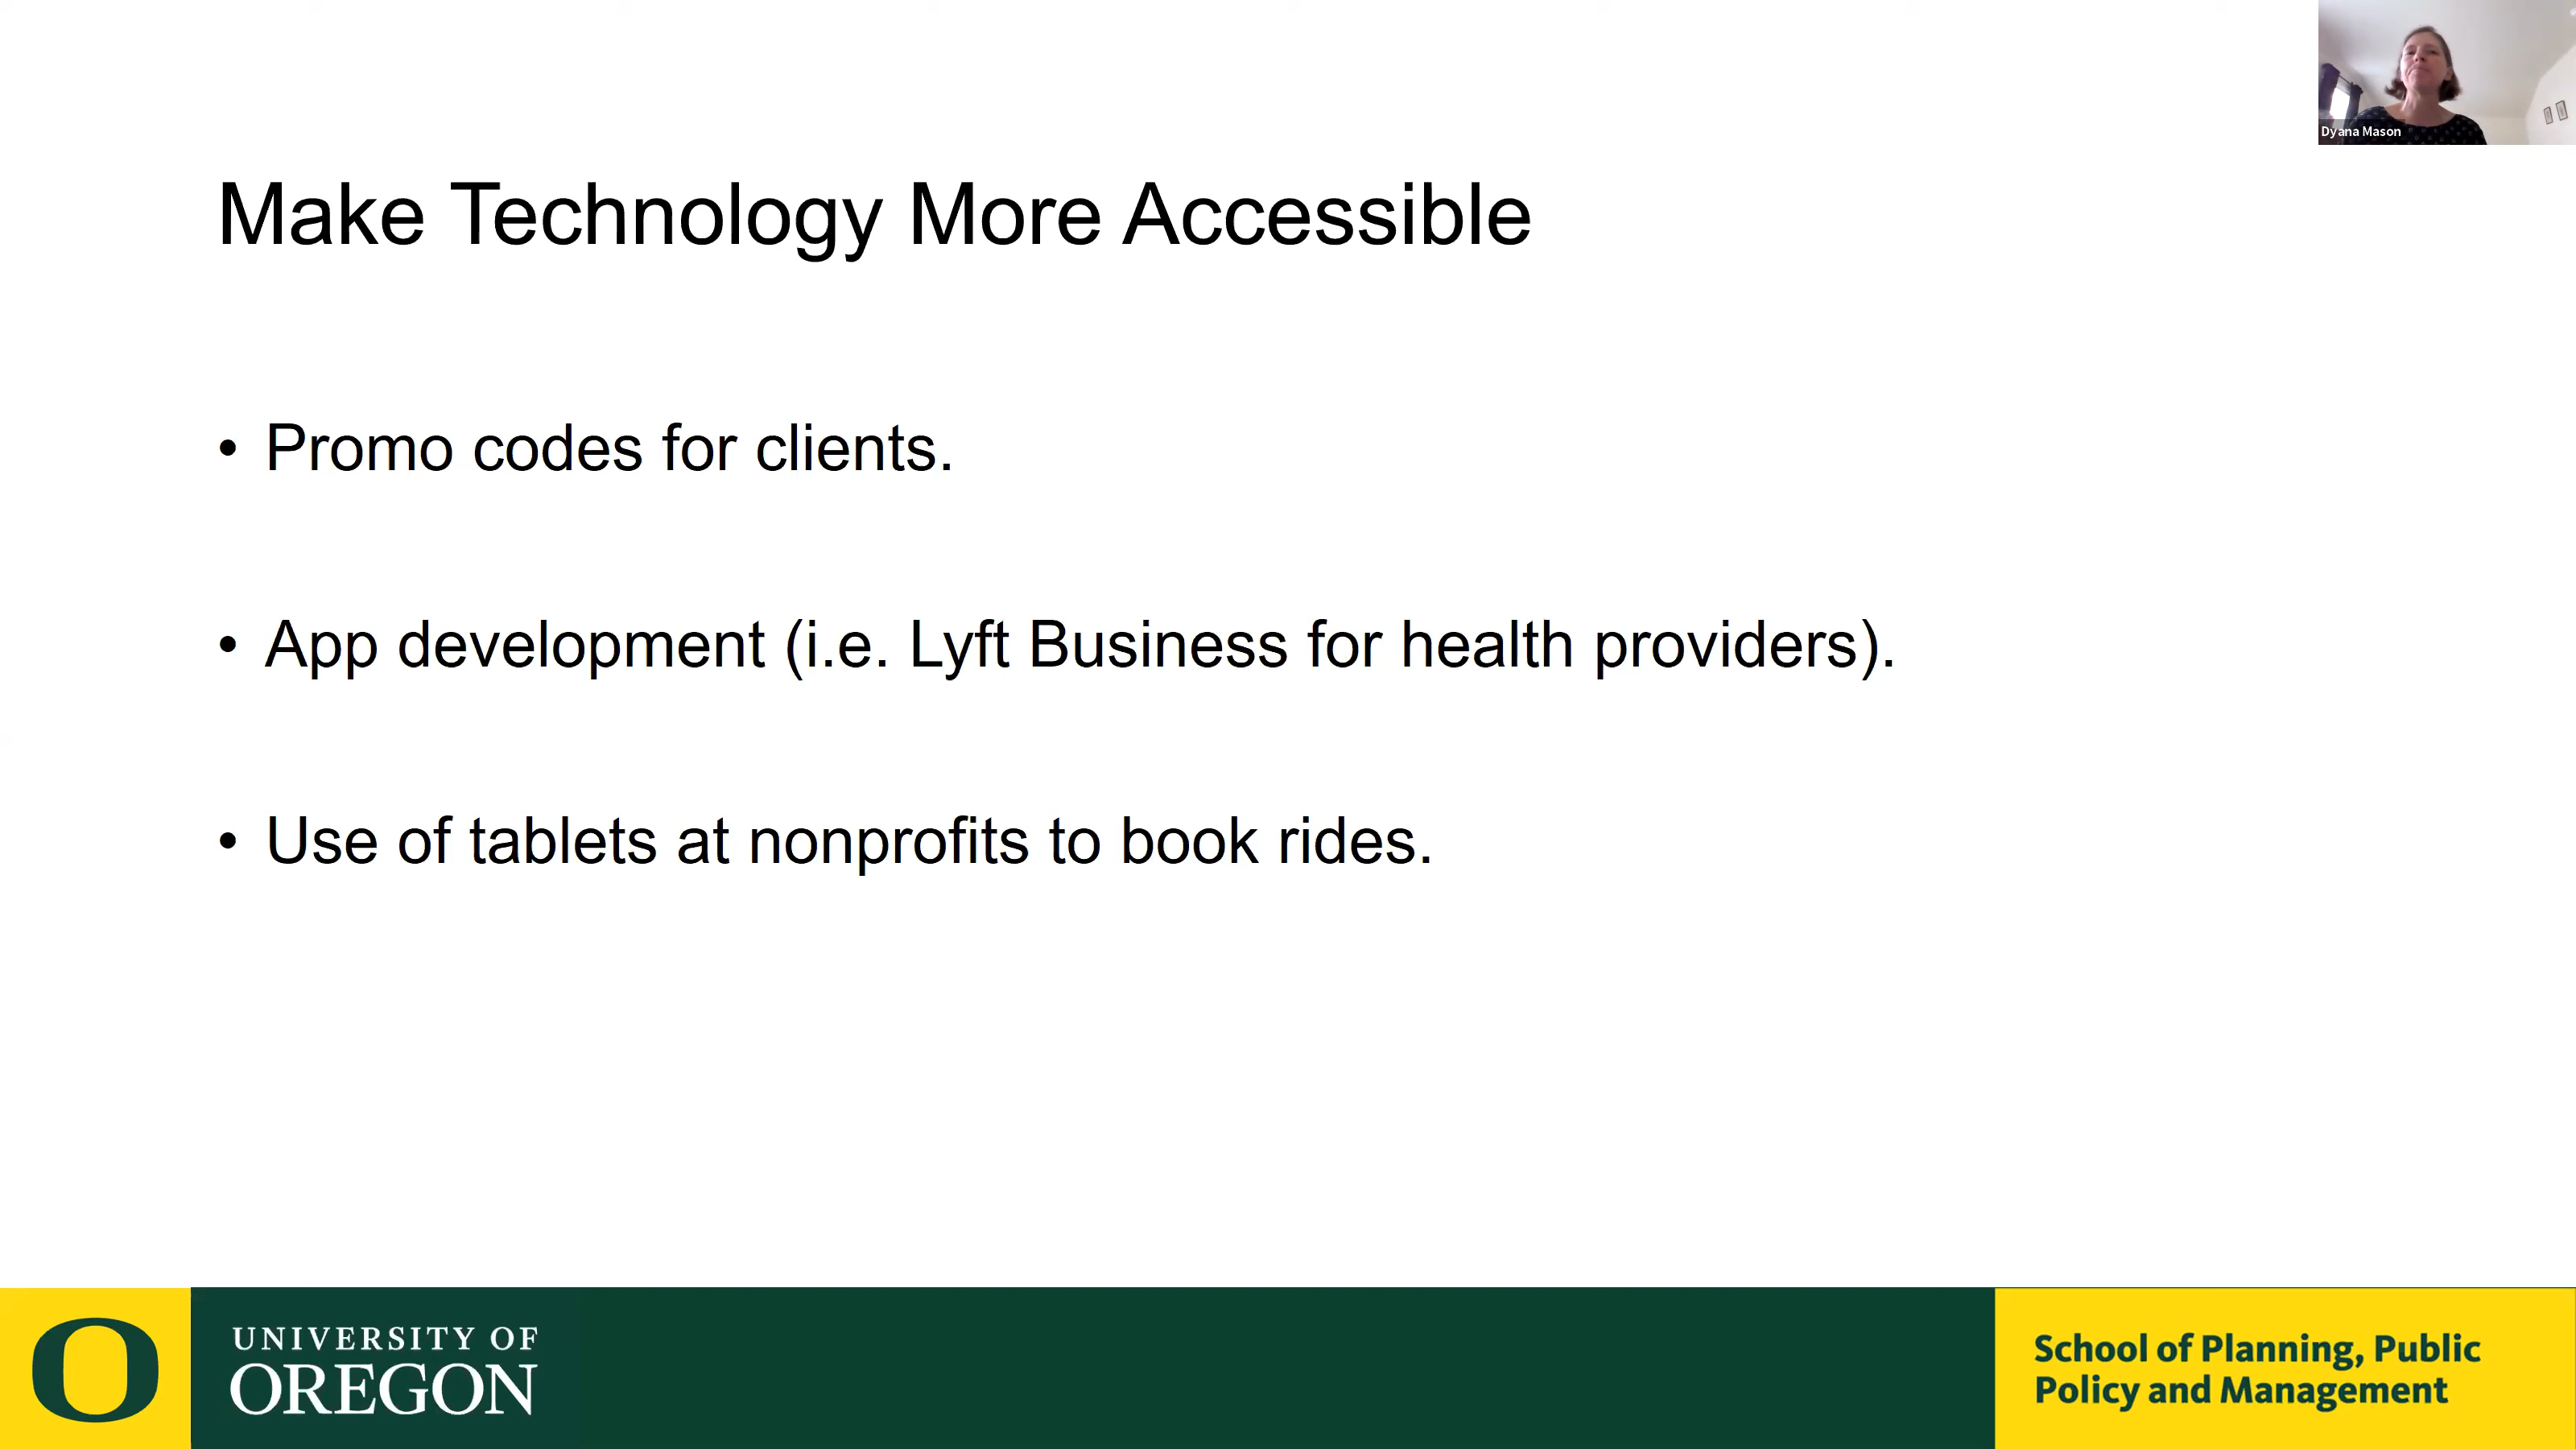 Dyana Mason
Make Technology More Accessible
• Promo codes for clients.
• App development (i.e. Lyft Business for health providers).
• Use of tablets at nonprofits to book rides.
O
UNIVERSITY OF
OREGON
School of Planning, Public
Policy and Management